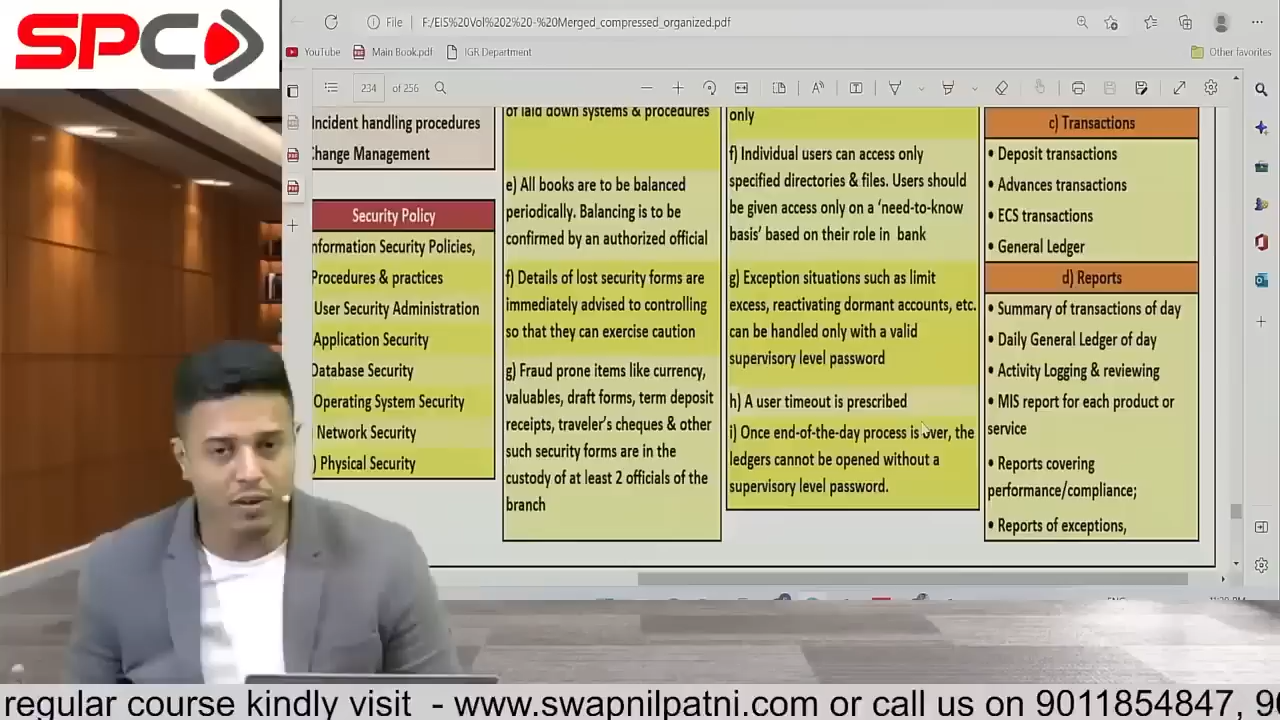 SPC
File
F:/EIS%20Vol%202%20-%20Merged_compressed_organized.pdf
YouTube
Main Book.pdf
IGR Department
Other favorites
234 of 256
Incident handling procedures
Change Management
Security Policy
nformation Security Policies,
Procedures & practices
User Security Administration
Application Security
Database Security
Operating System Security
Network Security
) Physical Security
of laid down systems & procedures
e) All books are to be balanced
periodically. Balancing is to be
confirmed by an authorized official
f) Details of lost security forms are
immediately advised to controlling
so that they can exercise caution
g) Fraud prone items like currency,
valuables, draft forms, term deposit
receipts, traveler's cheques & other
such security forms are in the
custody of at least 2 officials of the
branch
only
f) Individual users can access only
specified directories & files. Users should
be given access only on a 'need-to-know
basis' based on their role in bank
g) Exception situations such as limit
excess, reactivating dormant accounts, etc.
can be handled only with a valid
supervisory level password
h) A user timeout is prescribed
i) Once end-of-the-day process is over, the
ledgers cannot be opened without a
supervisory level password.
c) Transactions
• Deposit transactions
• Advances transactions
• ECS transactions
• General Ledger
d) Reports
• Summary of transactions of day
• Daily General Ledger of day
• Activity Logging & reviewing
• MIS report for each product or
service
• Reports covering
performance/compliance;
• Reports of exceptions,
regular course kindly visit - www.swapnilpatni.com or call us on 9011854847, 90